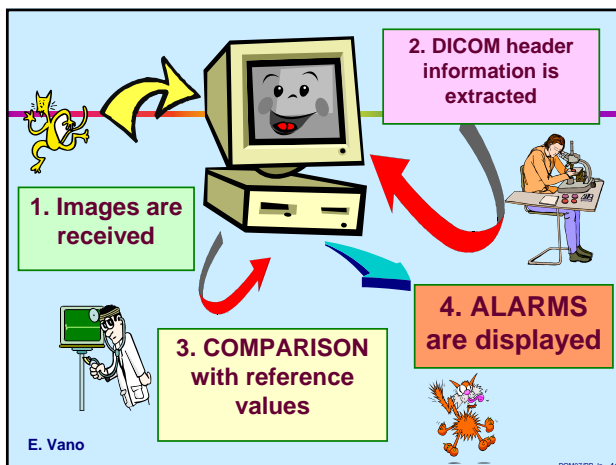 1. Images are
received
2. DICOM header
information is
extracted
3. COMPARISON
with reference
values
4. ALARMS
are displayed
E. Vano